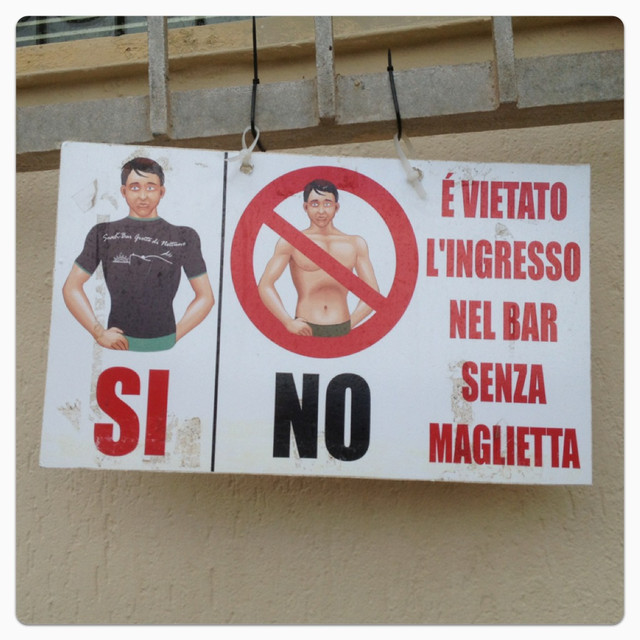 SI
NO
É VIETATO
L'INGRESSO
NEL BAR
SENZA
MAGLIETTA